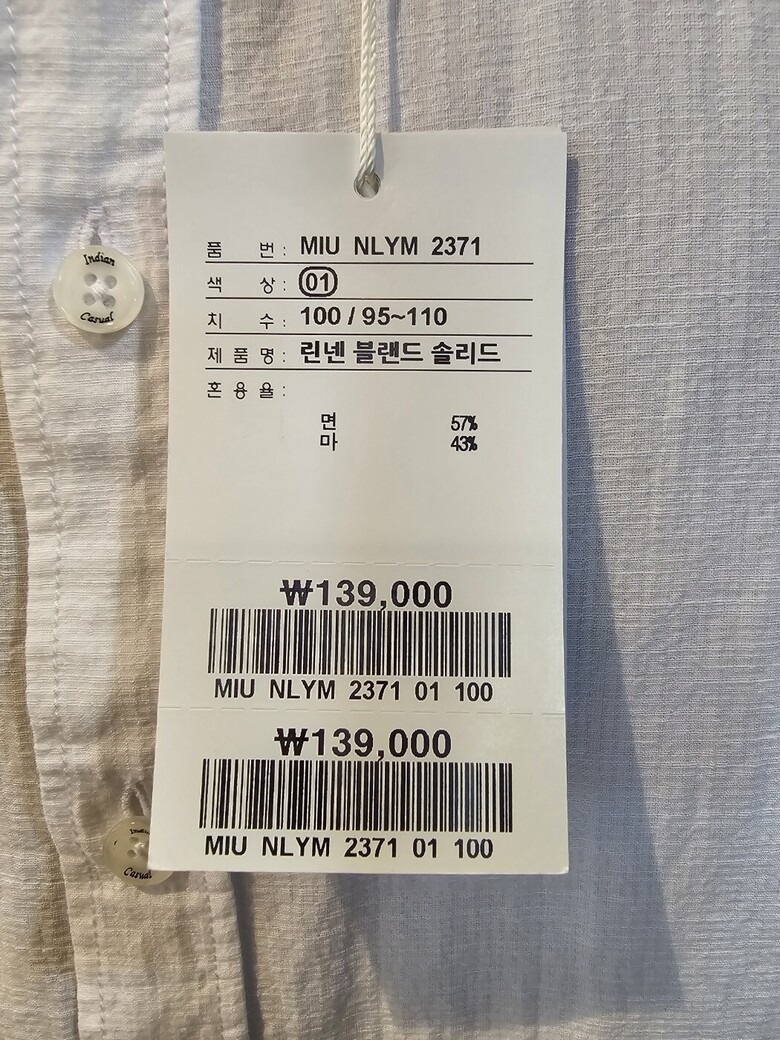 품 번 : MIU NLYM 2371
색 상 : 01
치 수 : 100 / 95~110
제 품 명 : 린넨 블랜드 솔리드
혼 용 율 :
면 57%
마 43%
₩139,000
MIU NLYM 2371 01 100
₩139,000
MIU NLYM 2371 01 100
Indian
Casual
Indian
Casual